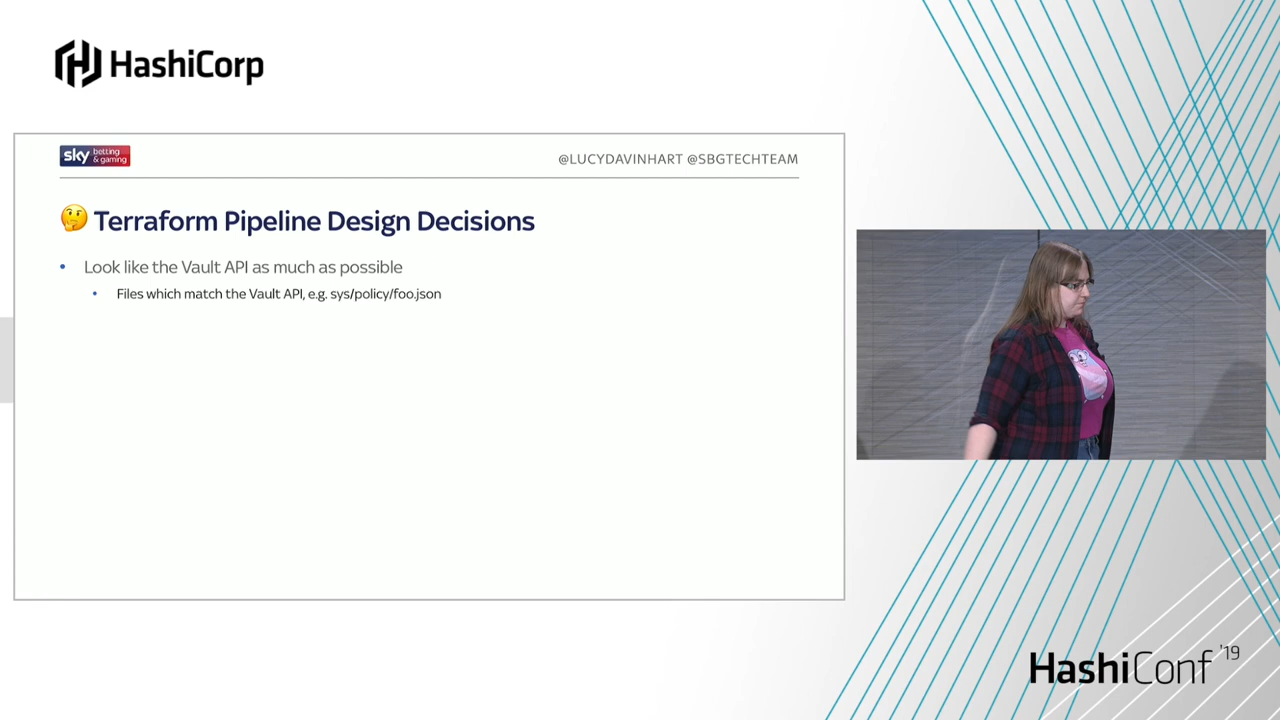 HashiCorp
sky betting & gaming
@LUCYDAVINHART @SBGTECHTEAM
🤔 Terraform Pipeline Design Decisions
• Look like the Vault API as much as possible
• Files which match the Vault API, e.g. sys/policy/foo.json
HashiConf '19